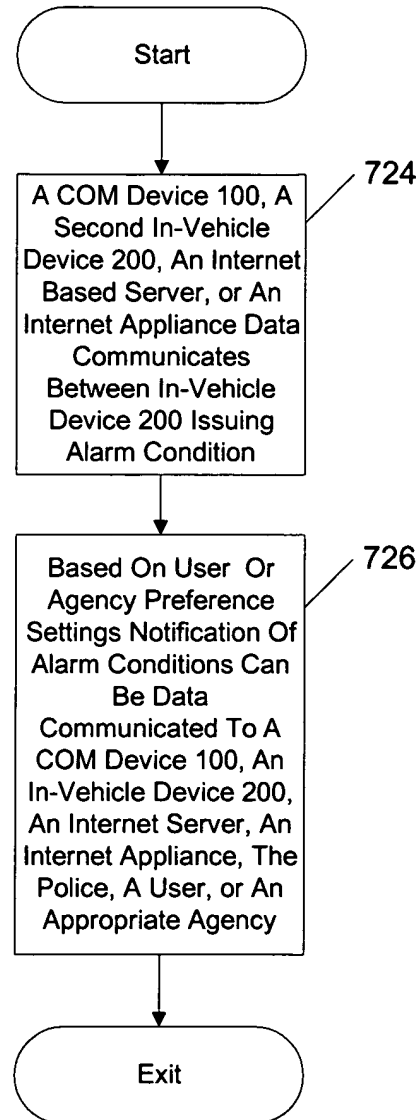 Start
724
A COM Device 100, A
Second In-Vehicle
Device 200, An Internet
Based Server, or An
Internet Appliance Data
Communicates
Between In-Vehicle
Device 200 Issuing
Alarm Condition
726
Based On User Or
Agency Preference
Settings Notification Of
Alarm Conditions Can
Be Data
Communicated To A
COM Device 100, An
In-Vehicle Device 200,
An Internet Server, An
Internet Appliance, The
Police, A User, or An
Appropriate Agency
Exit